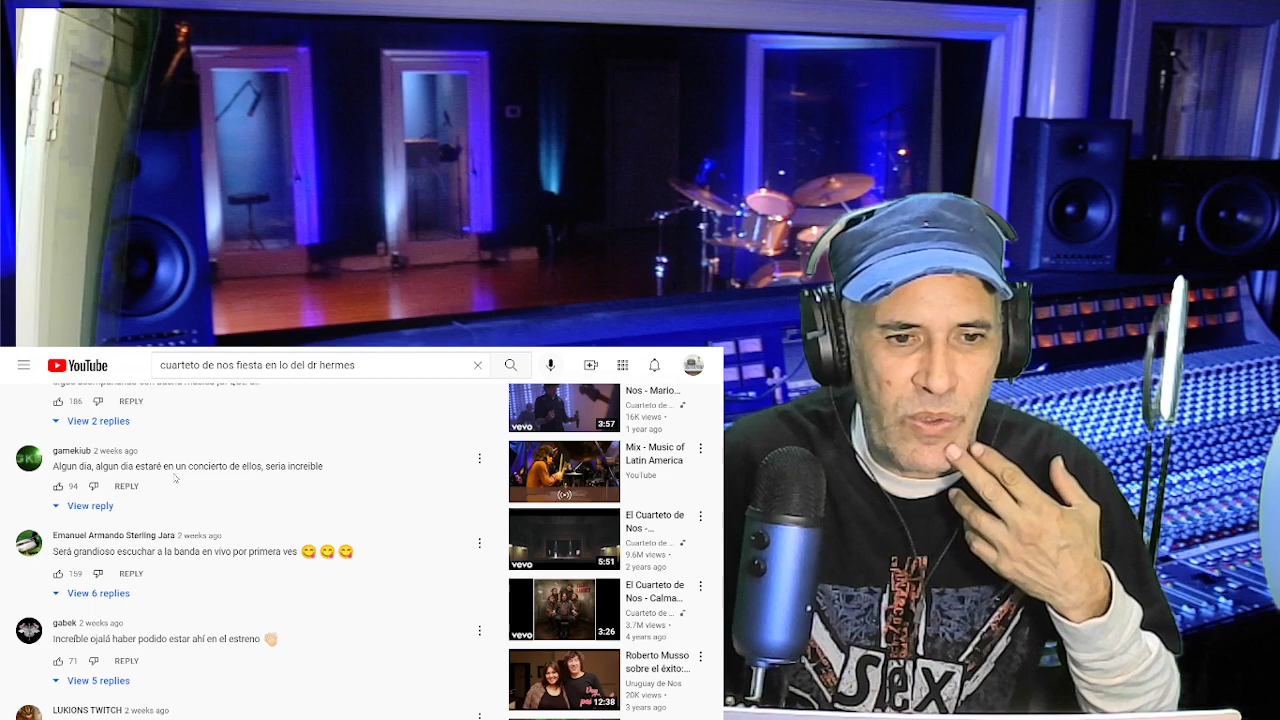 YouTube
cuarteto de nos fiesta en lo del dr hermes
186
REPLY
View 2 replies
gamekiub 2 weeks ago
Algun dia, algun dia estaré en un concierto de ellos, seria increible
94
REPLY
View reply
Emanuel Armando Sterling Jara 2 weeks ago
Será grandioso escuchar a la banda en vivo por primera ves 😋 😋 😋
159
REPLY
View 6 replies
gabek 2 weeks ago
Increíble ojalá haber podido estar ahí en el estreno 👏🏻
71
REPLY
View 5 replies
LUKIONS TWITCH 2 weeks ago
vevo
3:57
Nos - Mario...
Cuarteto de ...
16K views •
1 year ago
Mix - Music of
Latin America
YouTube
vevo
5:51
El Cuarteto de
Nos -...
Cuarteto de ...
9.6M views •
2 years ago
vevo
3:26
El Cuarteto de
Nos - Calma...
Cuarteto de ...
3.7M views •
4 years ago
12:38
Roberto Musso
sobre el éxito:...
Uruguay de Nos
20K views •
3 years ago
SEX